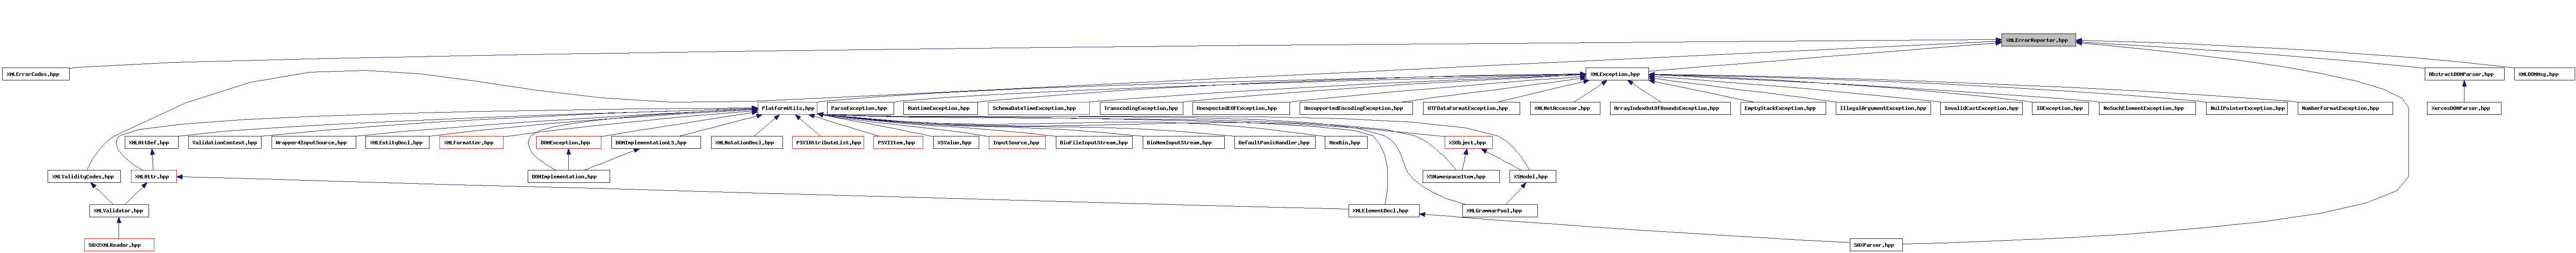 XMLErrorReporter.hpp
XMLErrorCodes.hpp
XMLException.hpp
AbstractDOMParser.hpp
XMLDOMMsg.hpp
PlatformUtils.hpp
ParseException.hpp
RuntimeException.hpp
SchemaDateTimeException.hpp
TranscodingException.hpp
UnexpectedEOFException.hpp
UnsupportedEncodingException.hpp
UTFDataFormatException.hpp
XMLNetAccessor.hpp
ArrayIndexOutOfBoundsException.hpp
EmptyStackException.hpp
IllegalArgumentException.hpp
InvalidCastException.hpp
IOException.hpp
NoSuchElementException.hpp
NullPointerException.hpp
NumberFormatException.hpp
XercesDOMParser.hpp
XMLAttDef.hpp
ValidationContext.hpp
Wrapper4InputSource.hpp
XMLEntityDecl.hpp
XMLFormatter.hpp
DOMException.hpp
DOMImplementationLS.hpp
XMLNotationDecl.hpp
PSVIAttributeList.hpp
PSVIItem.hpp
XSValue.hpp
InputSource.hpp
BinFileInputStream.hpp
BinMemInputStream.hpp
DefaultPanicHandler.hpp
HexBin.hpp
XSObject.hpp
XMLValidityCodes.hpp
XMLAttr.hpp
DOMImplementation.hpp
XSNamespaceItem.hpp
XSModel.hpp
XMLValidator.hpp
XMLElementDecl.hpp
XMLGrammarPool.hpp
SAX2XMLReader.hpp
SAXParser.hpp